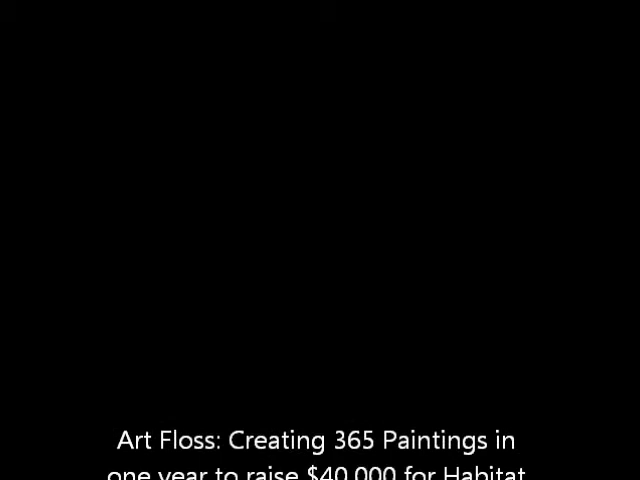 Art Floss: Creating 365 Paintings in
one year to raise $40,000 for Habitat